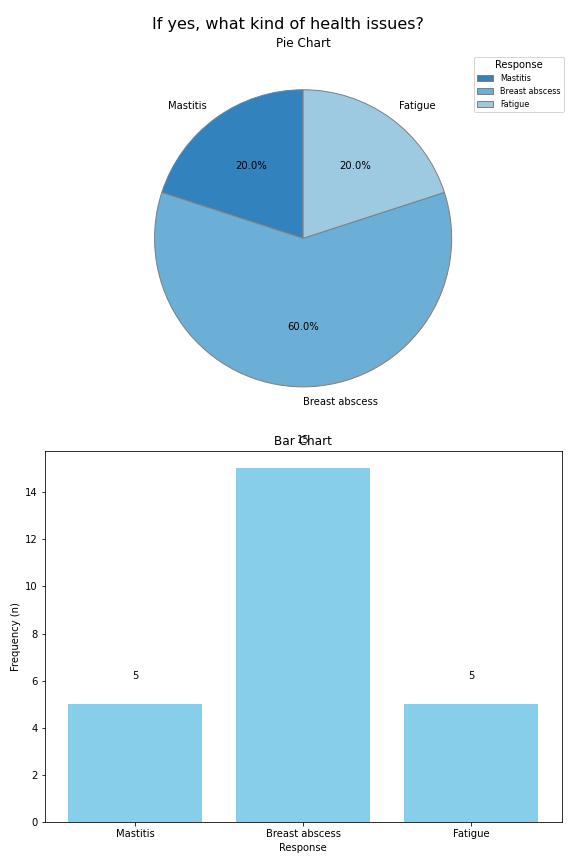 If yes, what kind of health issues?
Pie Chart
Response
Mastitis
Breast abscess
Fatigue
Mastitis
Fatigue
20.0%
20.0%
60.0%
Breast abscess
Bar Chart
15
14
12
10
8
6
4
2
0
Frequency (n)
5
5
Mastitis
Breast abscess
Fatigue
Response